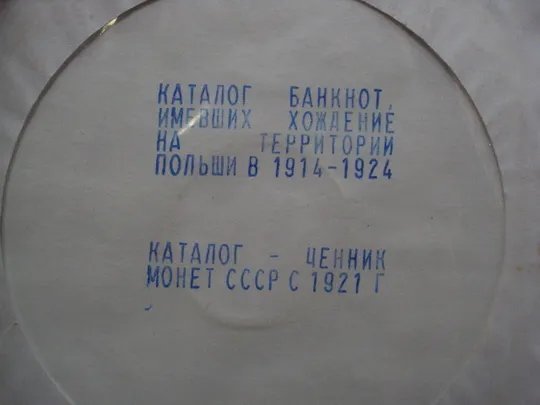 КАТАЛОГ БАНКНОТ,
ИМЕВШИХ ХОЖДЕНИЕ
НА ТЕРРИТОРИИ
ПОЛЬШИ В 1914-1924
КАТАЛОГ - ЦЕННИК
МОНЕТ СССР С 1921 Г